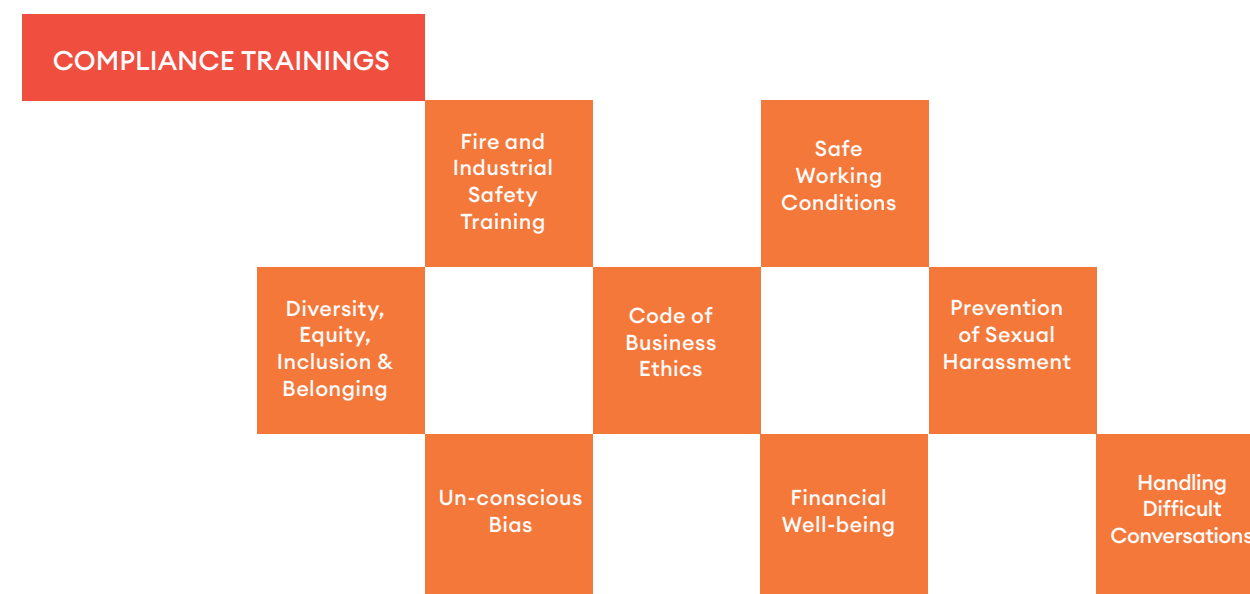 COMPLIANCE TRAININGS
Fire and
Industrial
Safety
Training
Safe
Working
Conditions
Diversity,
Equity,
Inclusion &
Belonging
Code of
Business
Ethics
Prevention
of Sexual
Harassment
Un-conscious
Bias
Financial
Well-being
Handling
Difficult
Conversations